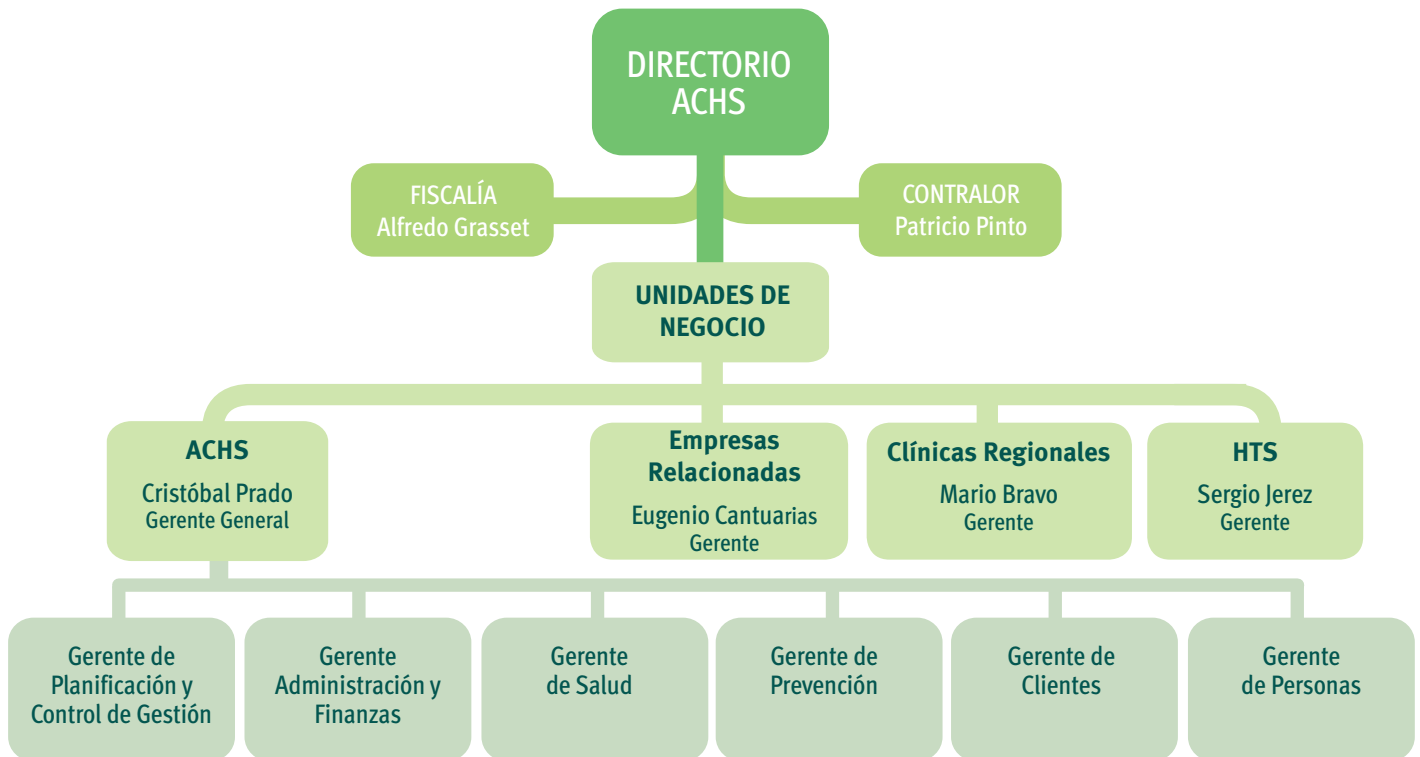 DIRECTORIO
ACHS
FISCALÍA
Alfredo Grasset
CONTRALOR
Patricio Pinto
UNIDADES DE
NEGOCIO
ACHS
Cristóbal Prado
Gerente General
Empresas
Relacionadas
Eugenio Cantuarias
Gerente
Clínicas Regionales
Mario Bravo
Gerente
HTS
Sergio Jerez
Gerente
Gerente de
Planificación y
Control de Gestión
Gerente
Administración y
Finanzas
Gerente
de Salud
Gerente de
Prevención
Gerente de
Clientes
Gerente
de Personas